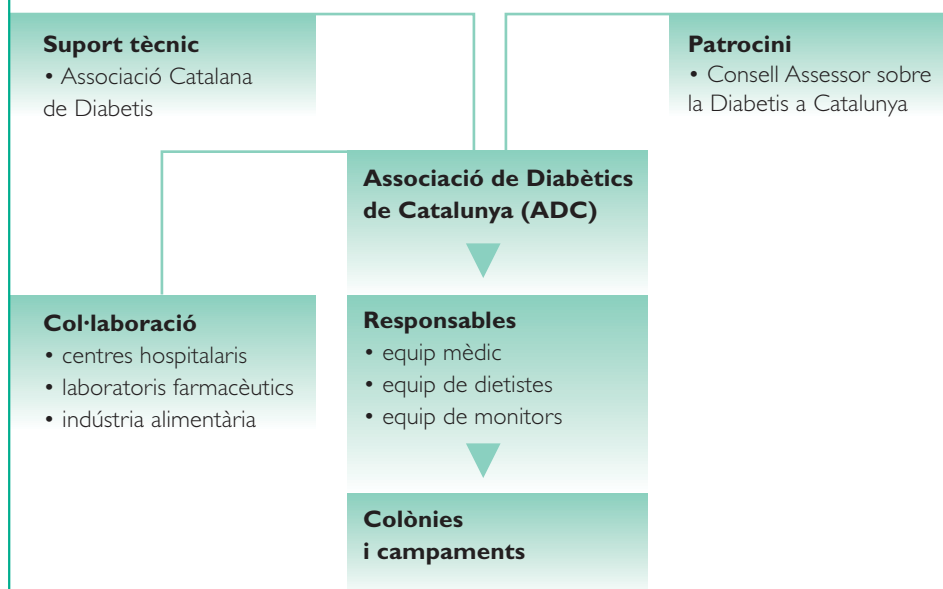 Suport tècnic
• Associació Catalana
de Diabetis
Patrocini
• Consell Assessor sobre
la Diabetis a Catalunya
Associació de Diabètics
de Catalunya (ADC)
Col·laboració
• centres hospitalaris
• laboratoris farmacèutics
• indústria alimentària
Responsables
• equip mèdic
• equip de dietistes
• equip de monitors
Colònies
i campaments